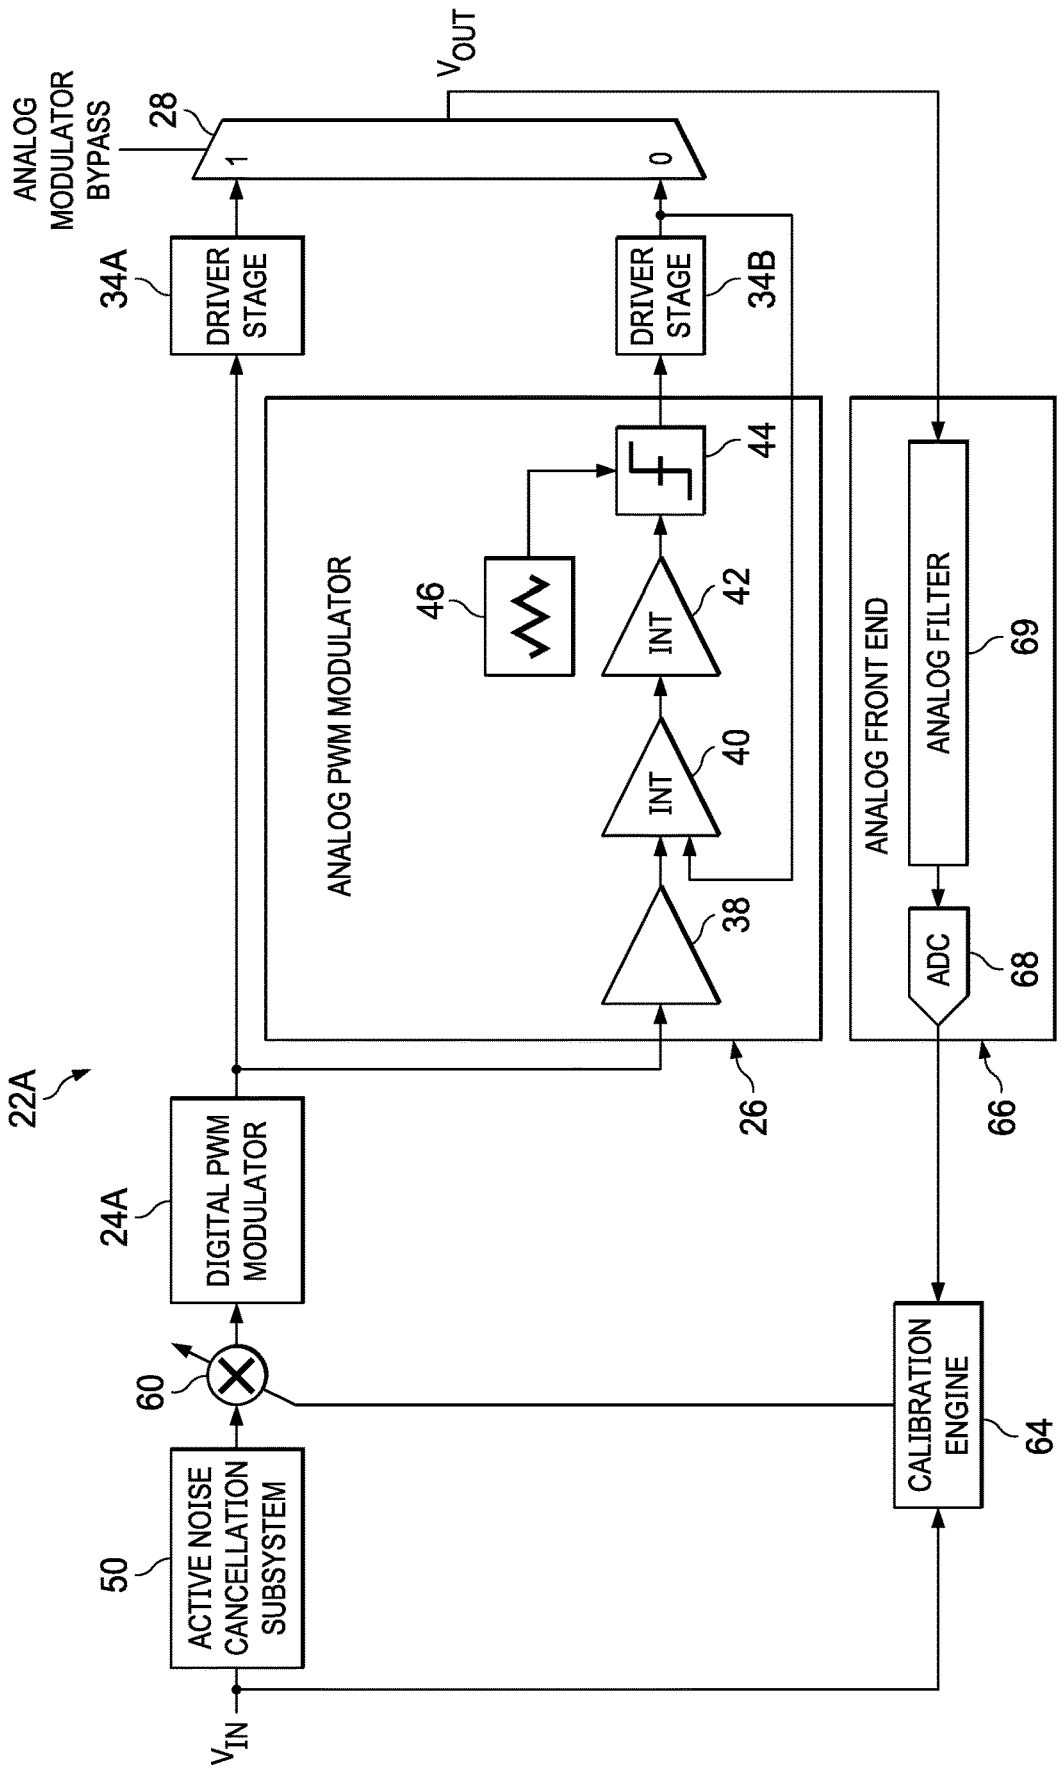 22A
V_IN
50
ACTIVE NOISE
CANCELLATION
SUBSYSTEM
60
24A
DIGITAL PWM
MODULATOR
34A
DRIVER
STAGE
ANALOG
MODULATOR
BYPASS
28
1
0
V_OUT
ANALOG PWM MODULATOR
46
38
INT
40
INT
42
44
DRIVER
STAGE
34B
26
CALIBRATION
ENGINE
64
ANALOG FRONT END
ADC
68
ANALOG FILTER
69
66